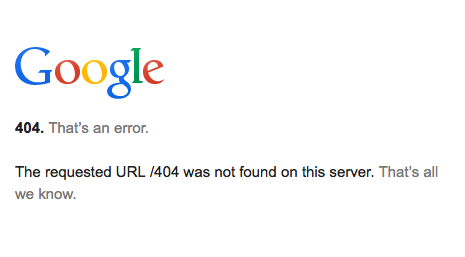 Google
404. That's an error.
The requested URL /404 was not found on this server. That's all
we know.